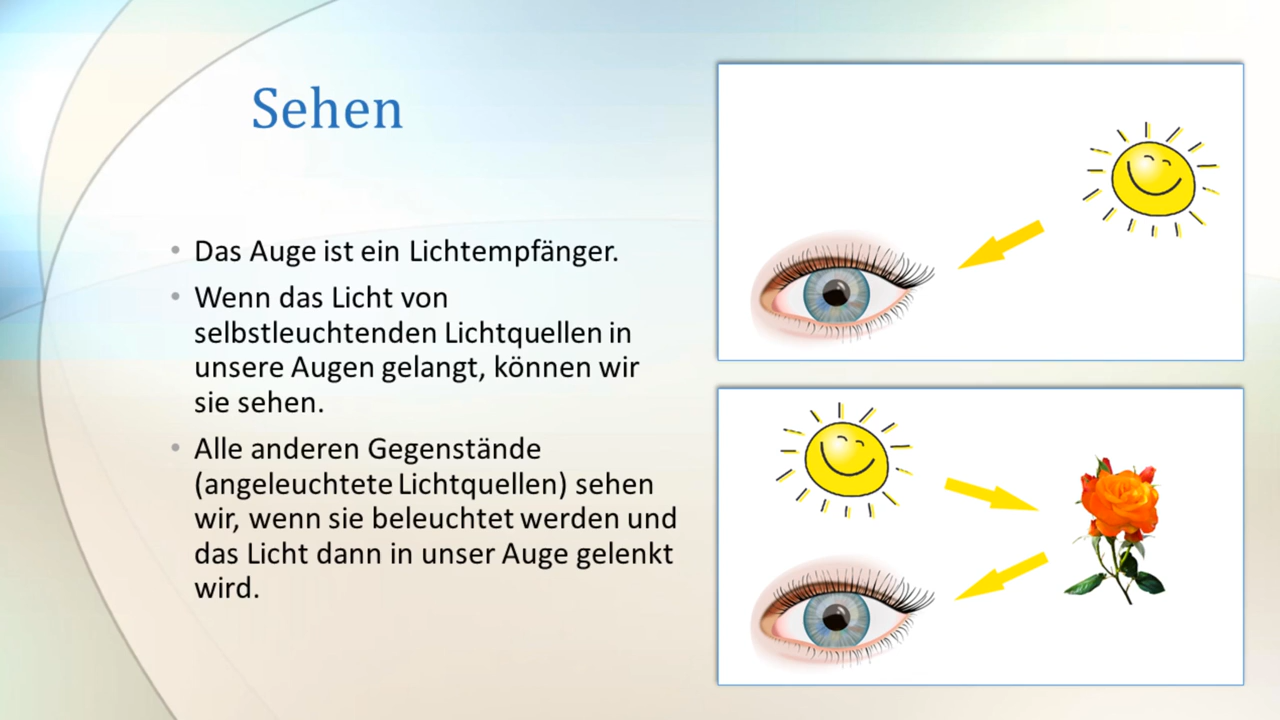 Sehen
• Das Auge ist ein Lichtempfänger.
• Wenn das Licht von
selbstleuchtenden Lichtquellen in
unsere Augen gelangt, können wir
sie sehen.
• Alle anderen Gegenstände
(angeleuchtete Lichtquellen) sehen
wir, wenn sie beleuchtet werden und
das Licht dann in unser Auge gelenkt
wird.